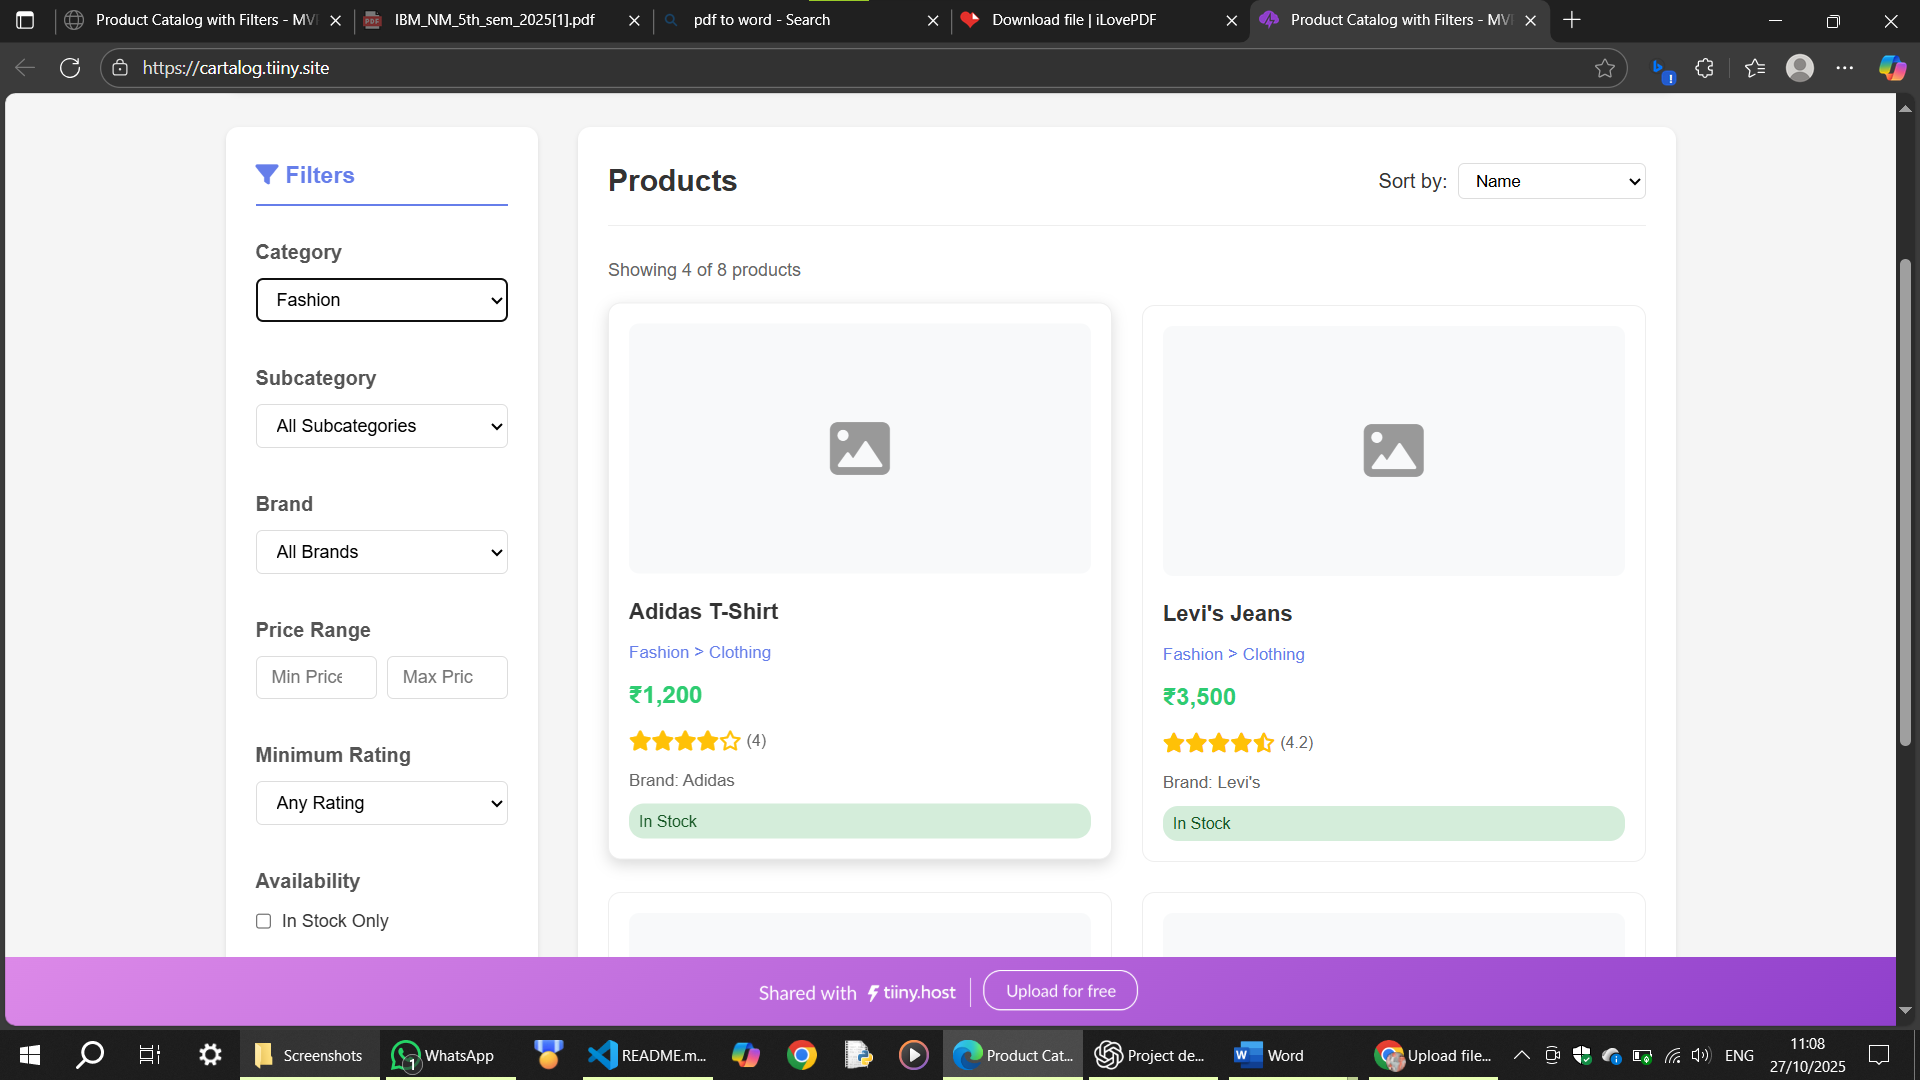 Product Catalog with Filters - MV
IBM_NM_5th_sem_2025[1].pdf
pdf to word - Search
Download file | iLovePDF
Product Catalog with Filters - MV
https://cartalog.tiiny.site
Filters
Category
Fashion
Subcategory
All Subcategories
Brand
All Brands
Price Range
Min Price
Max Pric
Minimum Rating
Any Rating
Availability
In Stock Only
Products
Sort by: Name
Showing 4 of 8 products
Adidas T-Shirt
Fashion > Clothing
₹1,200
(4)
Brand: Adidas
In Stock
Levi's Jeans
Fashion > Clothing
₹3,500
(4.2)
Brand: Levi's
In Stock
Shared with tiiny.host
Upload for free
Screenshots
1
WhatsApp
README.m...
Product Cat...
Project de...
Word
Upload file...
ENG
11:08
27/10/2025